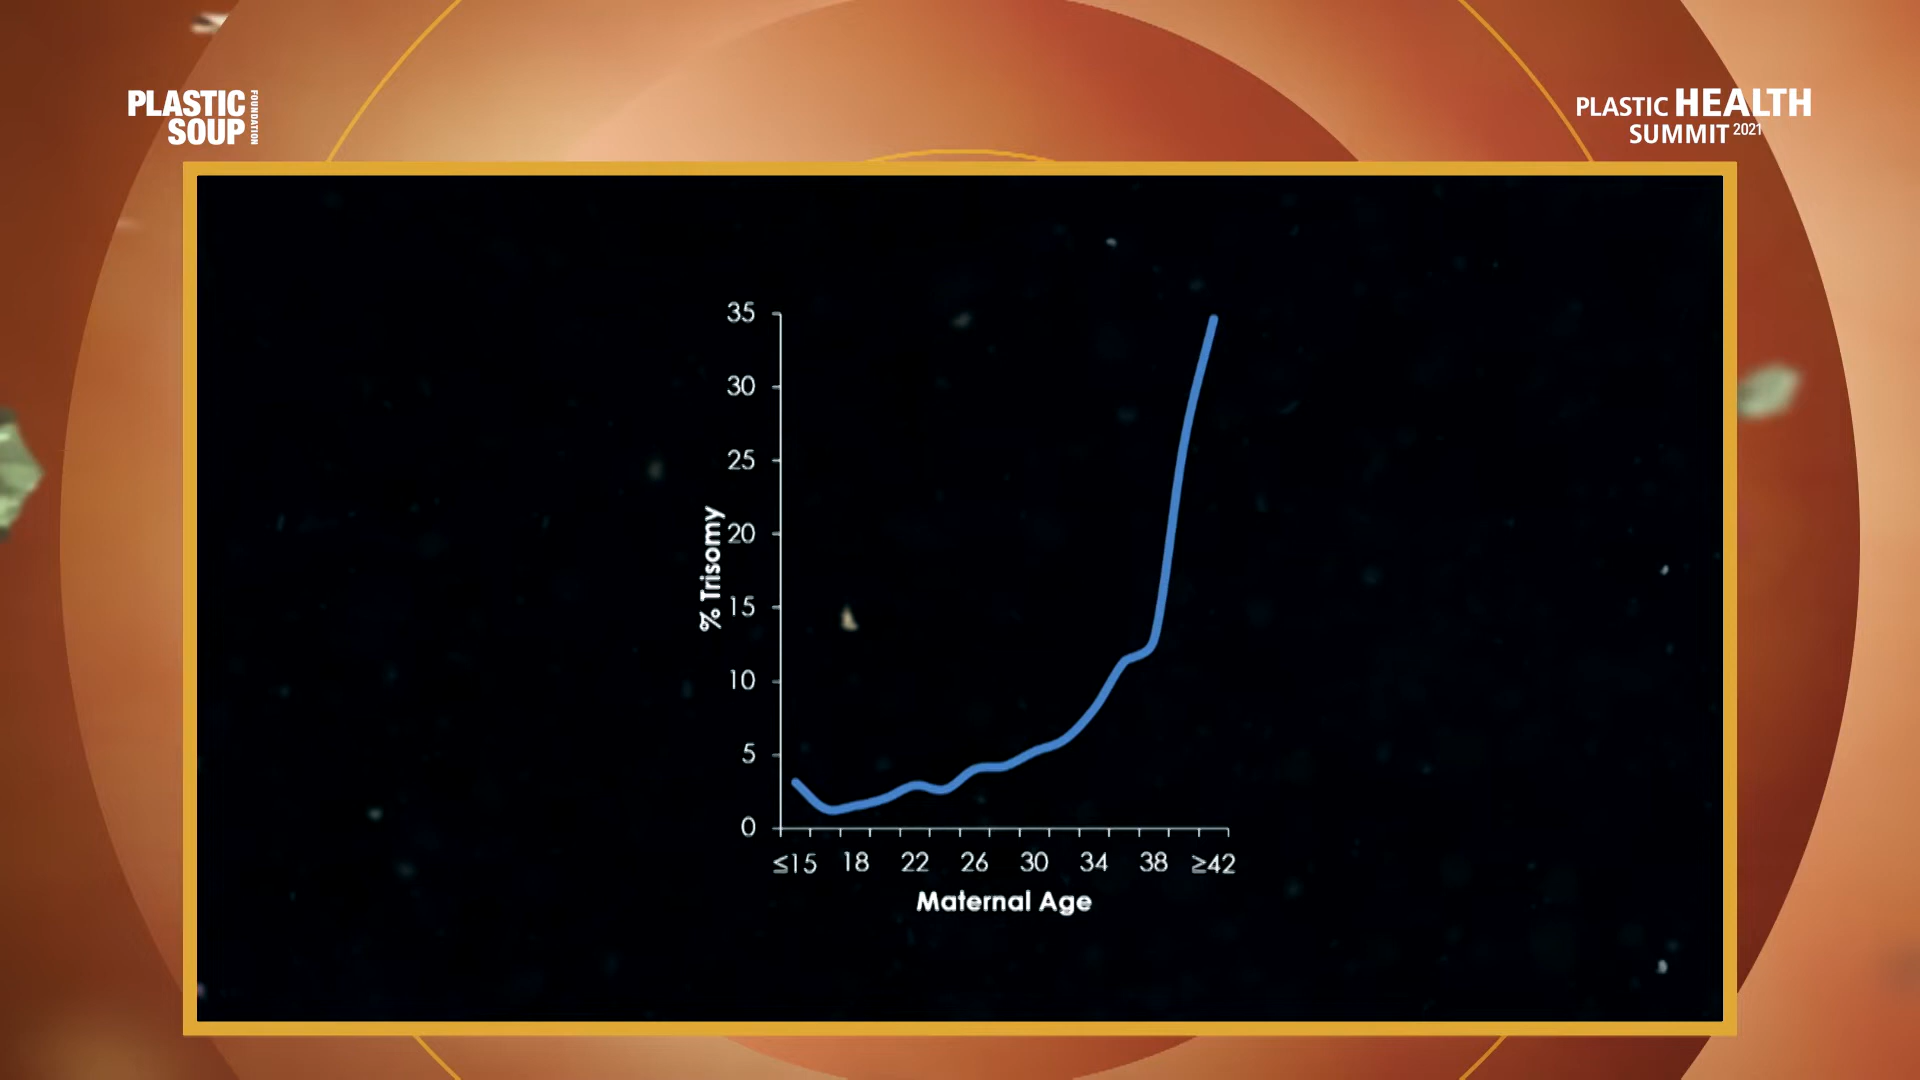 PLASTIC
SOUP
FOUNDATION
PLASTIC HEALTH
SUMMIT 2021
35
30
25
20
15
10
5
0
% Trisomy
≤15 18 22 26 30 34 38 ≥42
Maternal Age